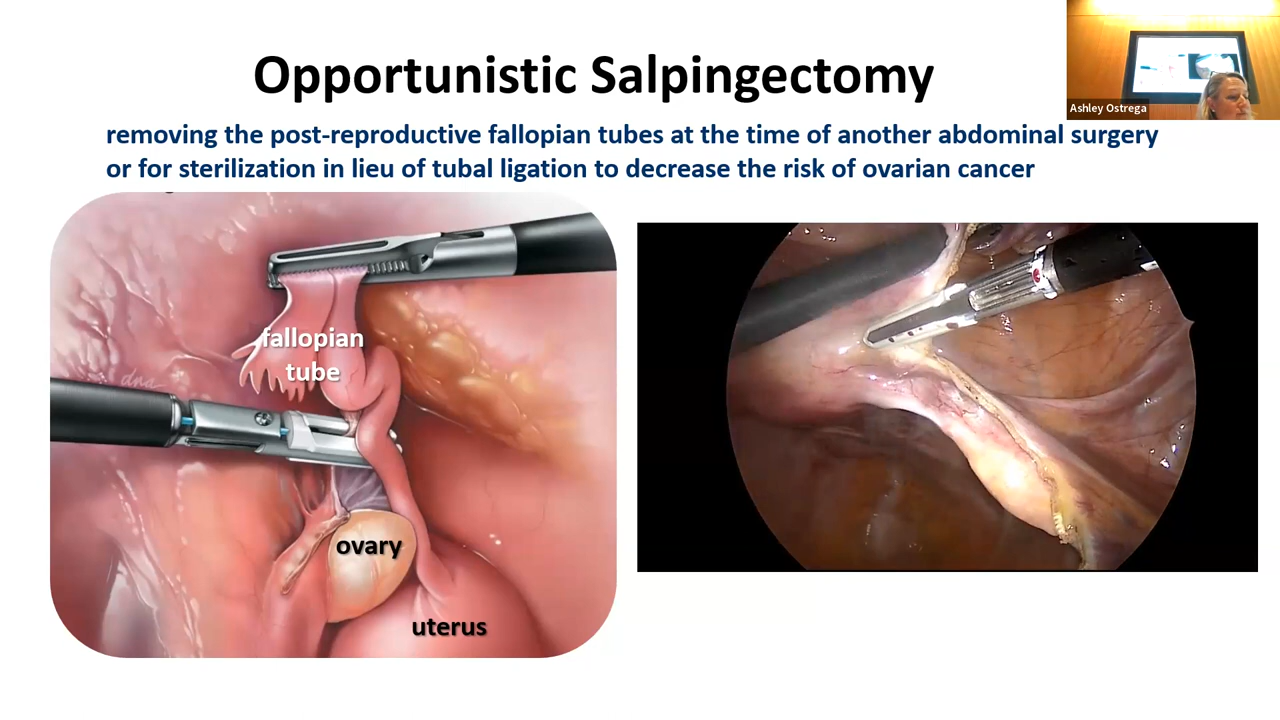 Opportunistic Salpingectomy
Ashley Ostrega
removing the post-reproductive fallopian tubes at the time of another abdominal surgery
or for sterilization in lieu of tubal ligation to decrease the risk of ovarian cancer
fallopian
tube
dna
ovary
uterus